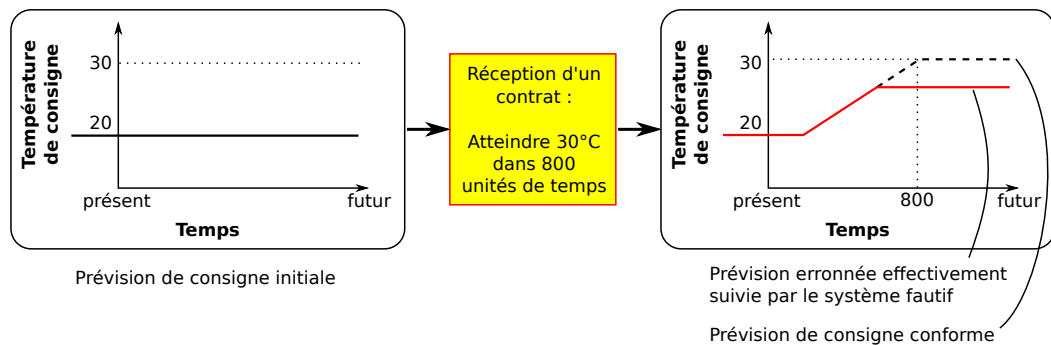 Température
de consigne
30
20
présent
futur
Temps
Prévision de consigne initiale
Réception d'un
contrat :
Atteindre 30°C
dans 800
unités de temps
Température
de consigne
30
20
présent
800
futur
Temps
Prévision erronnée effectivement
suivie par le système fautif
Prévision de consigne conforme